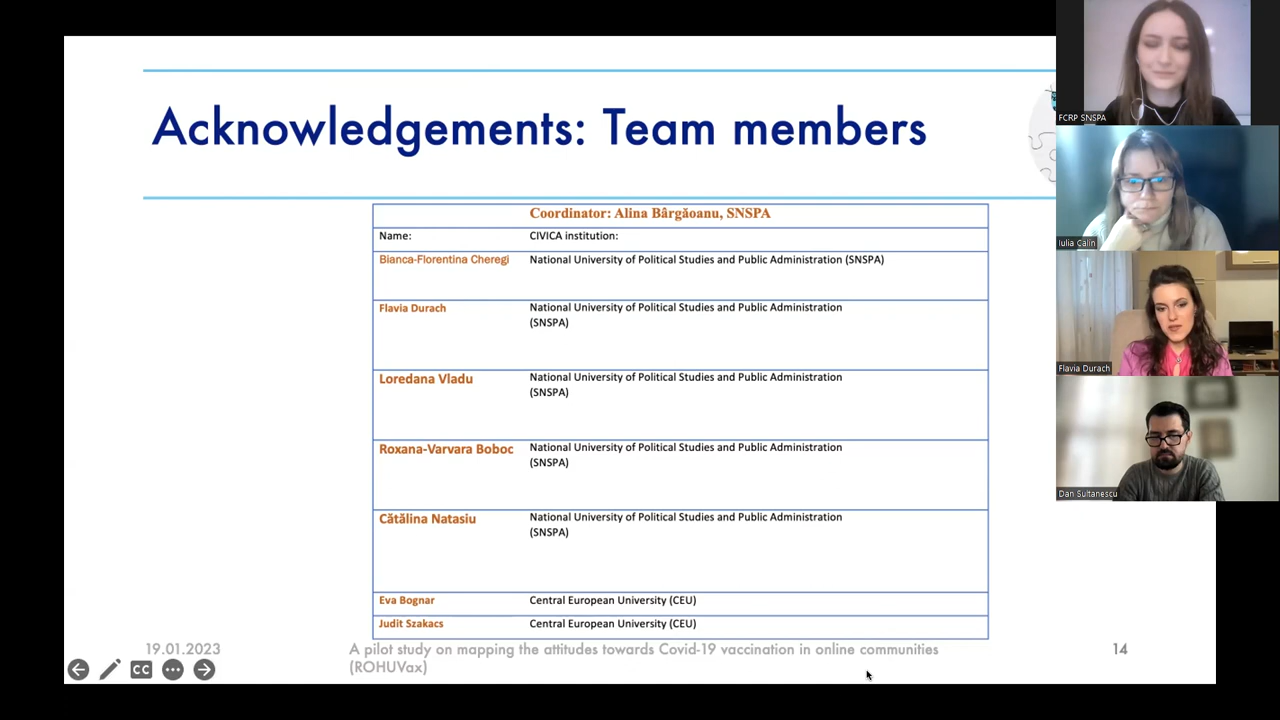 Acknowledgements: Team members
Coordinator: Alina Bârgăoanu, SNSPA
Name: CIVICA institution:
Bianca-Florentina Cheregi National University of Political Studies and Public Administration (SNSPA)
Flavia Durach National University of Political Studies and Public Administration
(SNSPA)
Loredana Vladu National University of Political Studies and Public Administration
(SNSPA)
Roxana-Varvara Boboc National University of Political Studies and Public Administration
(SNSPA)
Cătălina Natasiu National University of Political Studies and Public Administration
(SNSPA)
Eva Bognar Central European University (CEU)
Judit Szakacs Central European University (CEU)
19.01.2023 A pilot study on mapping the attitudes towards Covid-19 vaccination in online communities 14
(ROHUVax)
CC
FCRP SNSPA
Iulia Calin
Flavia Durach
Dan Sultanescu